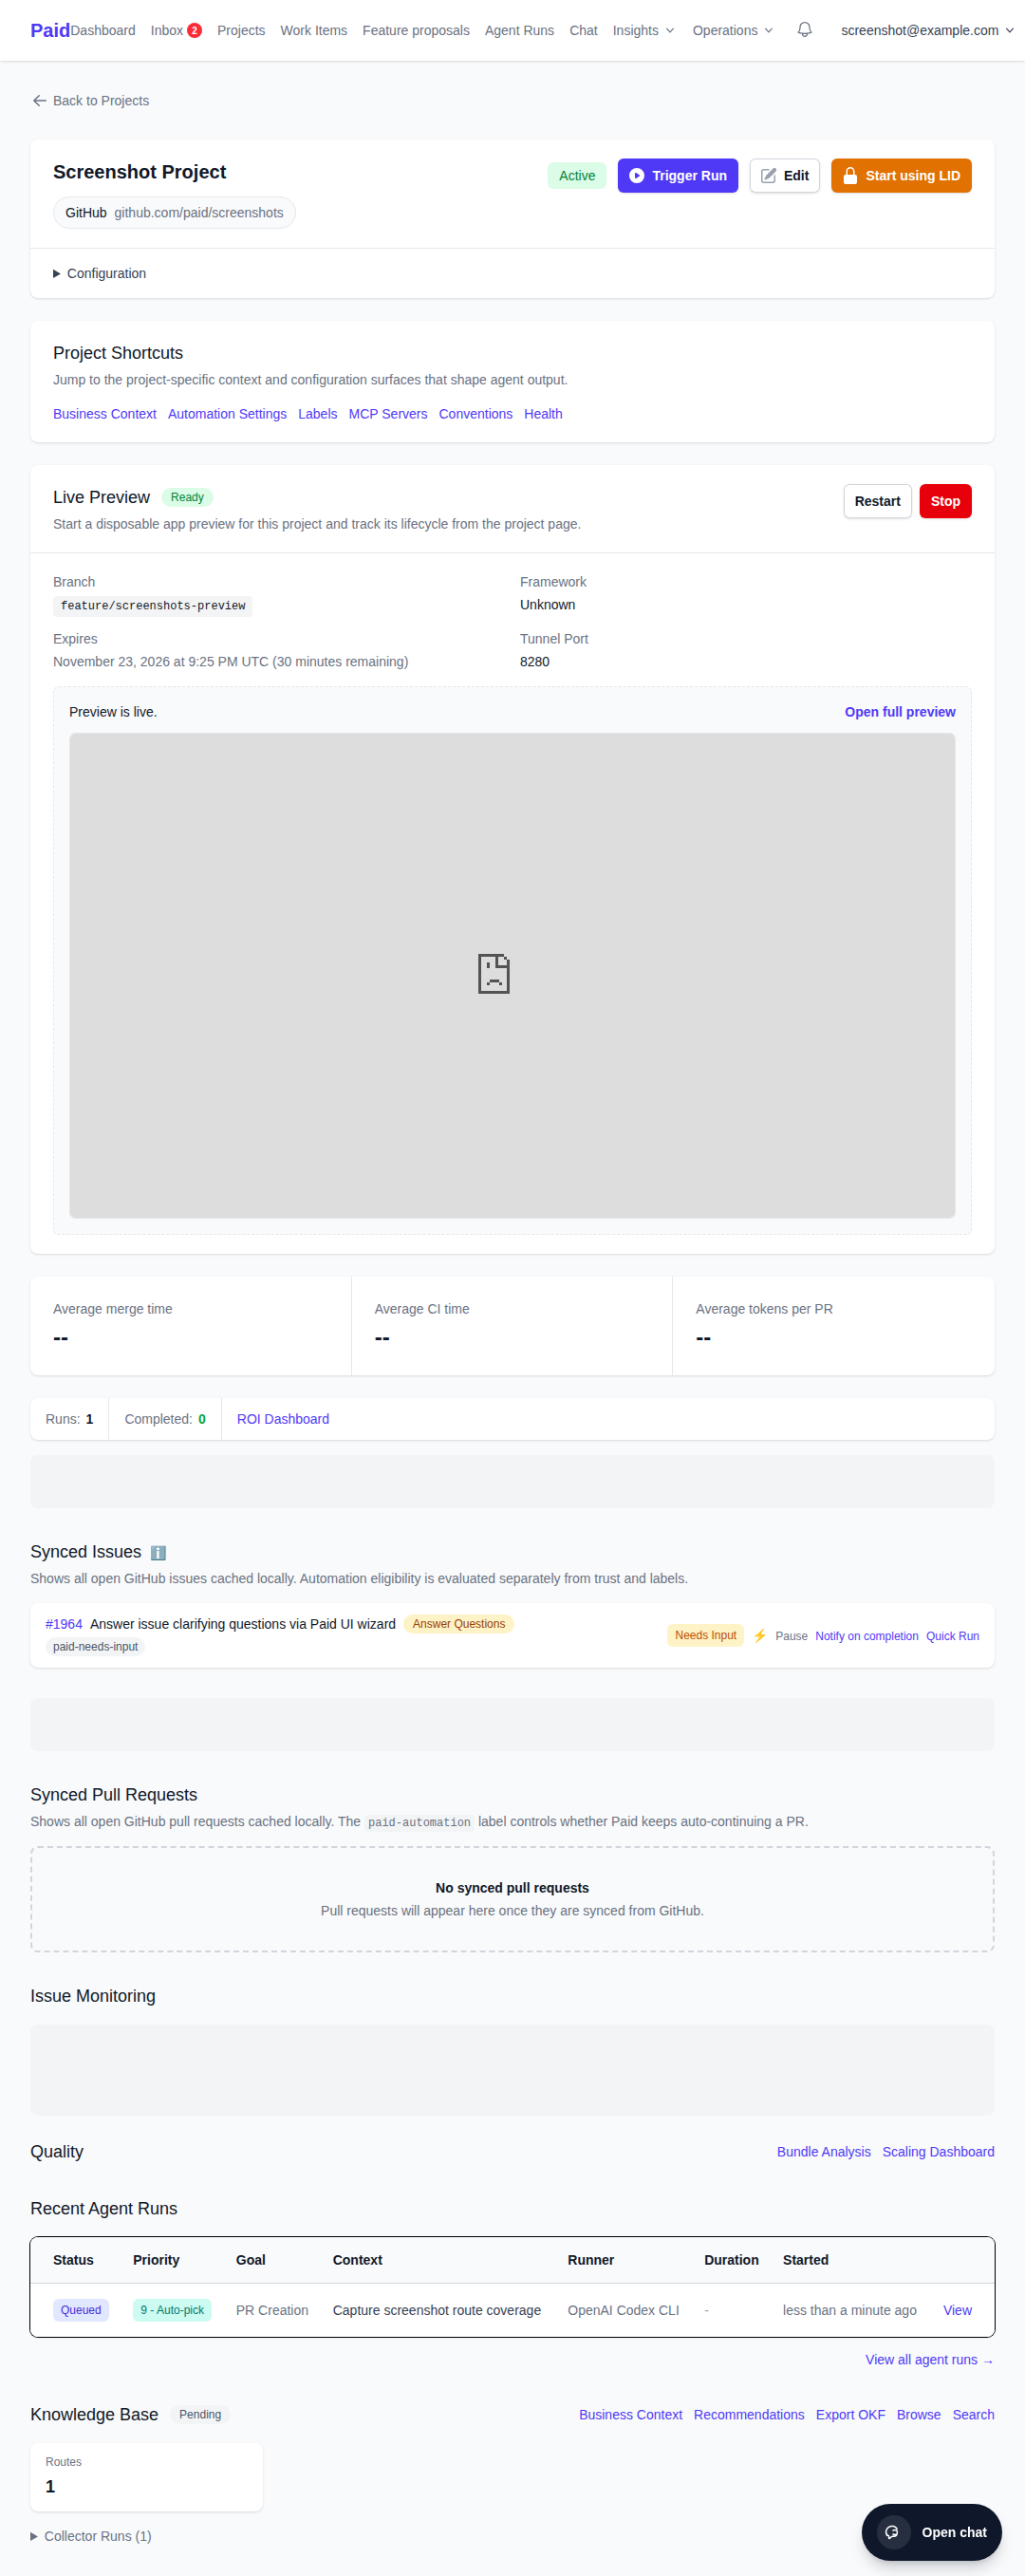 Paid Dashboard Inbox 2 Projects Work Items Feature proposals Agent Runs Chat Insights Operations screenshot@example.com
Back to Projects
Screenshot Project
Active Trigger Run Edit Start using LID
GitHub github.com/paid/screenshots
Configuration
Project Shortcuts
Jump to the project-specific context and configuration surfaces that shape agent output.
Business Context Automation Settings Labels MCP Servers Conventions Health
Live Preview Ready
Restart Stop
Start a disposable app preview for this project and track its lifecycle from the project page.
Branch Framework
feature/screenshots-preview Unknown
Expires Tunnel Port
November 23, 2026 at 9:25 PM UTC (30 minutes remaining) 8280
Preview is live. Open full preview
Average merge time Average CI time Average tokens per PR
-- -- --
Runs: 1 Completed: 0 ROI Dashboard
Synced Issues ℹ️
Shows all open GitHub issues cached locally. Automation eligibility is evaluated separately from trust and labels.
#1964 Answer issue clarifying questions via Paid UI wizard Answer Questions
paid-needs-input
Needs Input ⚡ Pause Notify on completion Quick Run
Synced Pull Requests
Shows all open GitHub pull requests cached locally. The paid-automation label controls whether Paid keeps auto-continuing a PR.
No synced pull requests
Pull requests will appear here once they are synced from GitHub.
Issue Monitoring
Quality Bundle Analysis Scaling Dashboard
Recent Agent Runs
Status Priority Goal Context Runner Duration Started
Queued 9 - Auto-pick PR Creation Capture screenshot route coverage OpenAI Codex CLI - less than a minute ago View
View all agent runs →
Knowledge Base Pending Business Context Recommendations Export OKF Browse Search
Routes
1
Collector Runs (1)
Open chat